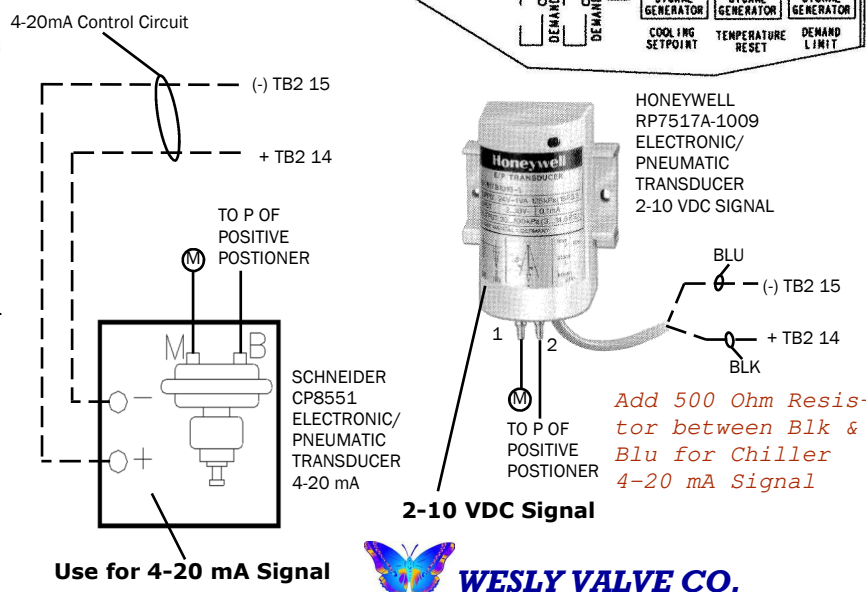 4-20mA Control Circuit
(-) TB2 15
+ TB2 14
TO P OF
POSITIVE
POSTIONER
M
M B
−
+
SCHNEIDER
CP8551
ELECTRONIC/
PNEUMATIC
TRANSDUCER
4-20 mA
Use for 4-20 mA Signal
DEMAND
DEMAND
GENERATOR
GENERATOR
GENERATOR
COOLING
SETPOINT
TEMPERATURE
RESET
DEMAND
LIMIT
HONEYWELL
RP7517A-1009
ELECTRONIC/
PNEUMATIC
TRANSDUCER
2-10 VDC SIGNAL
Honeywell
E/P TRANSDUCER
BLU
(-) TB2 15
+ TB2 14
BLK
1
2
M
TO P OF
POSITIVE
POSTIONER
Add 500 Ohm Resis-
tor between Blk &
Blu for Chiller
4-20 mA Signal
2-10 VDC Signal
WESLY VALVE CO.